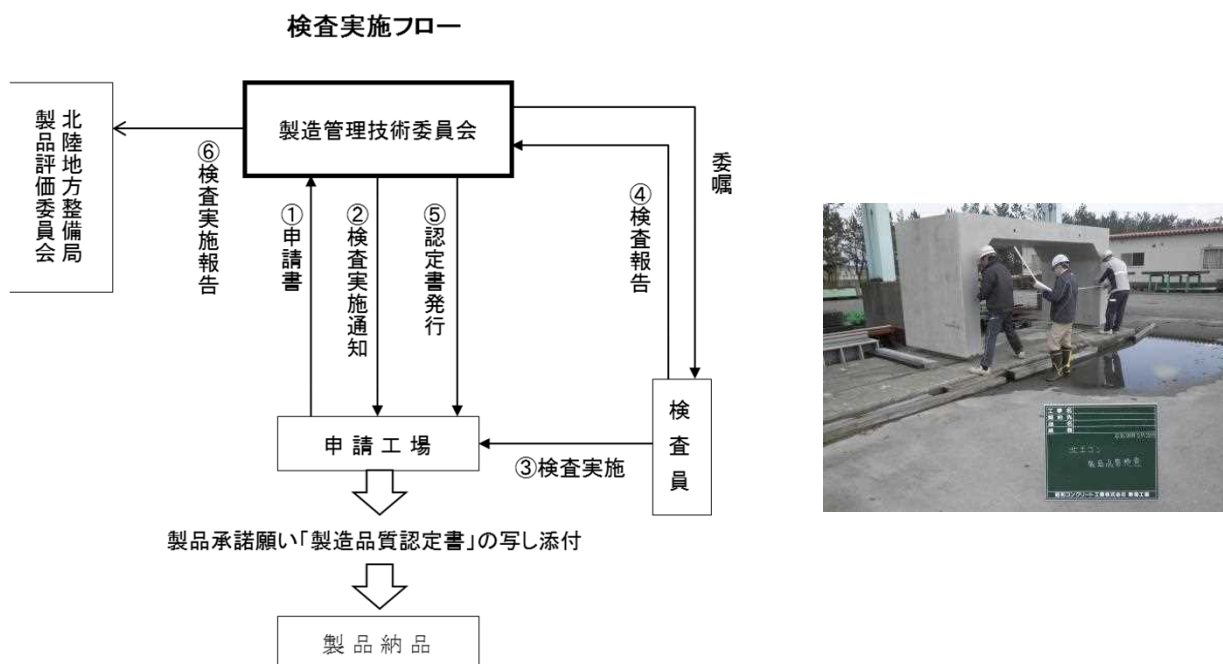 検査実施フロー
北陸地方整備局
製品評価委員会
製造管理技術委員会
⑥検査実施報告
①申請書
②検査実施通知
⑤認定書発行
④検査報告
委嘱
検査員
申請工場
③検査実施
製品承諾願い「製造品質認定書」の写し添付
製品納品
工事名